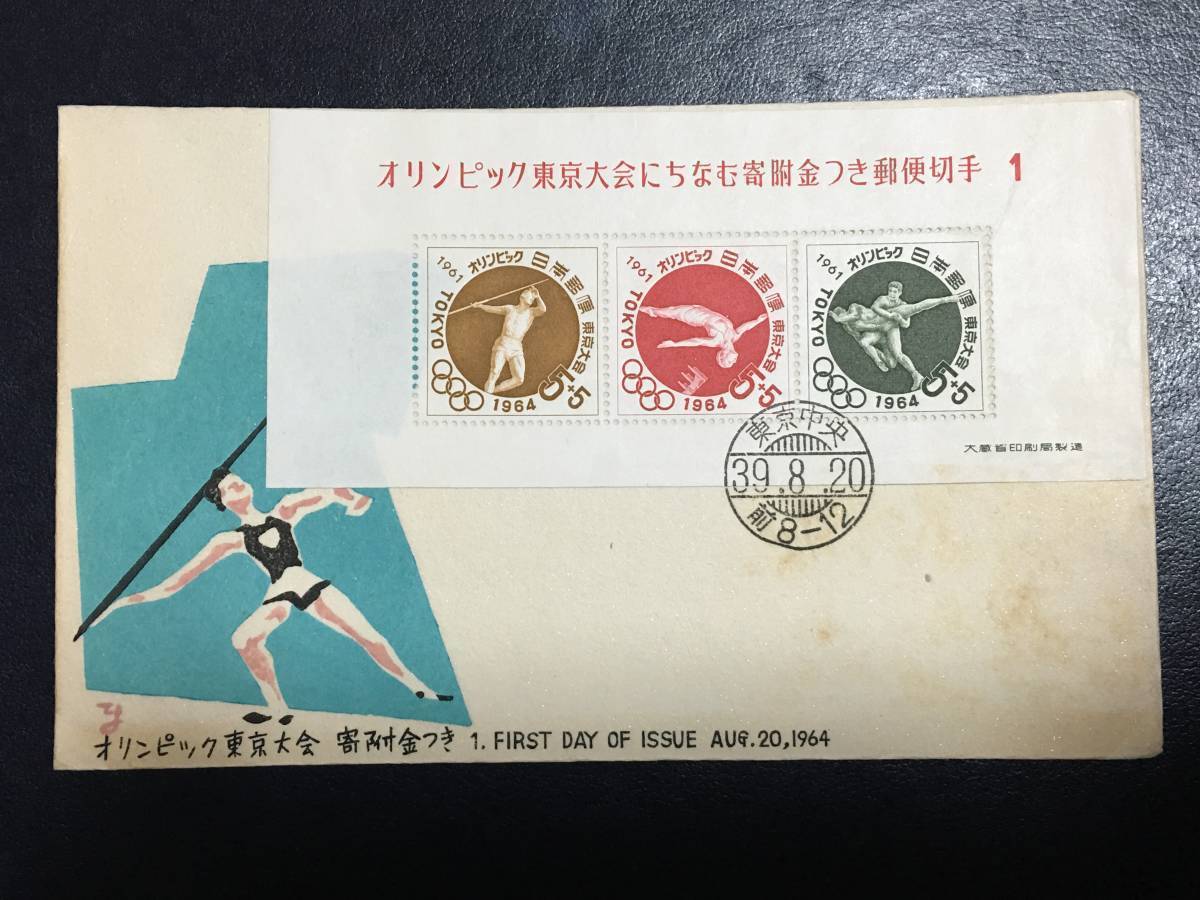 オリンピック東京大会にちなむ寄附金つき郵便切手 1
1961 オリンピック 日本郵便
TOKYO 東京大会
1964 5+5
1961 オリンピック 日本郵便
TOKYO 東京大会
1964 5+5
1961 オリンピック 日本郵便
TOKYO 東京大会
1964 5+5
大蔵省印刷局製造
東京中央
39.8.20
前8-12
オリンピック東京大会 寄附金つき 1. FIRST DAY OF ISSUE AUG.20,1964